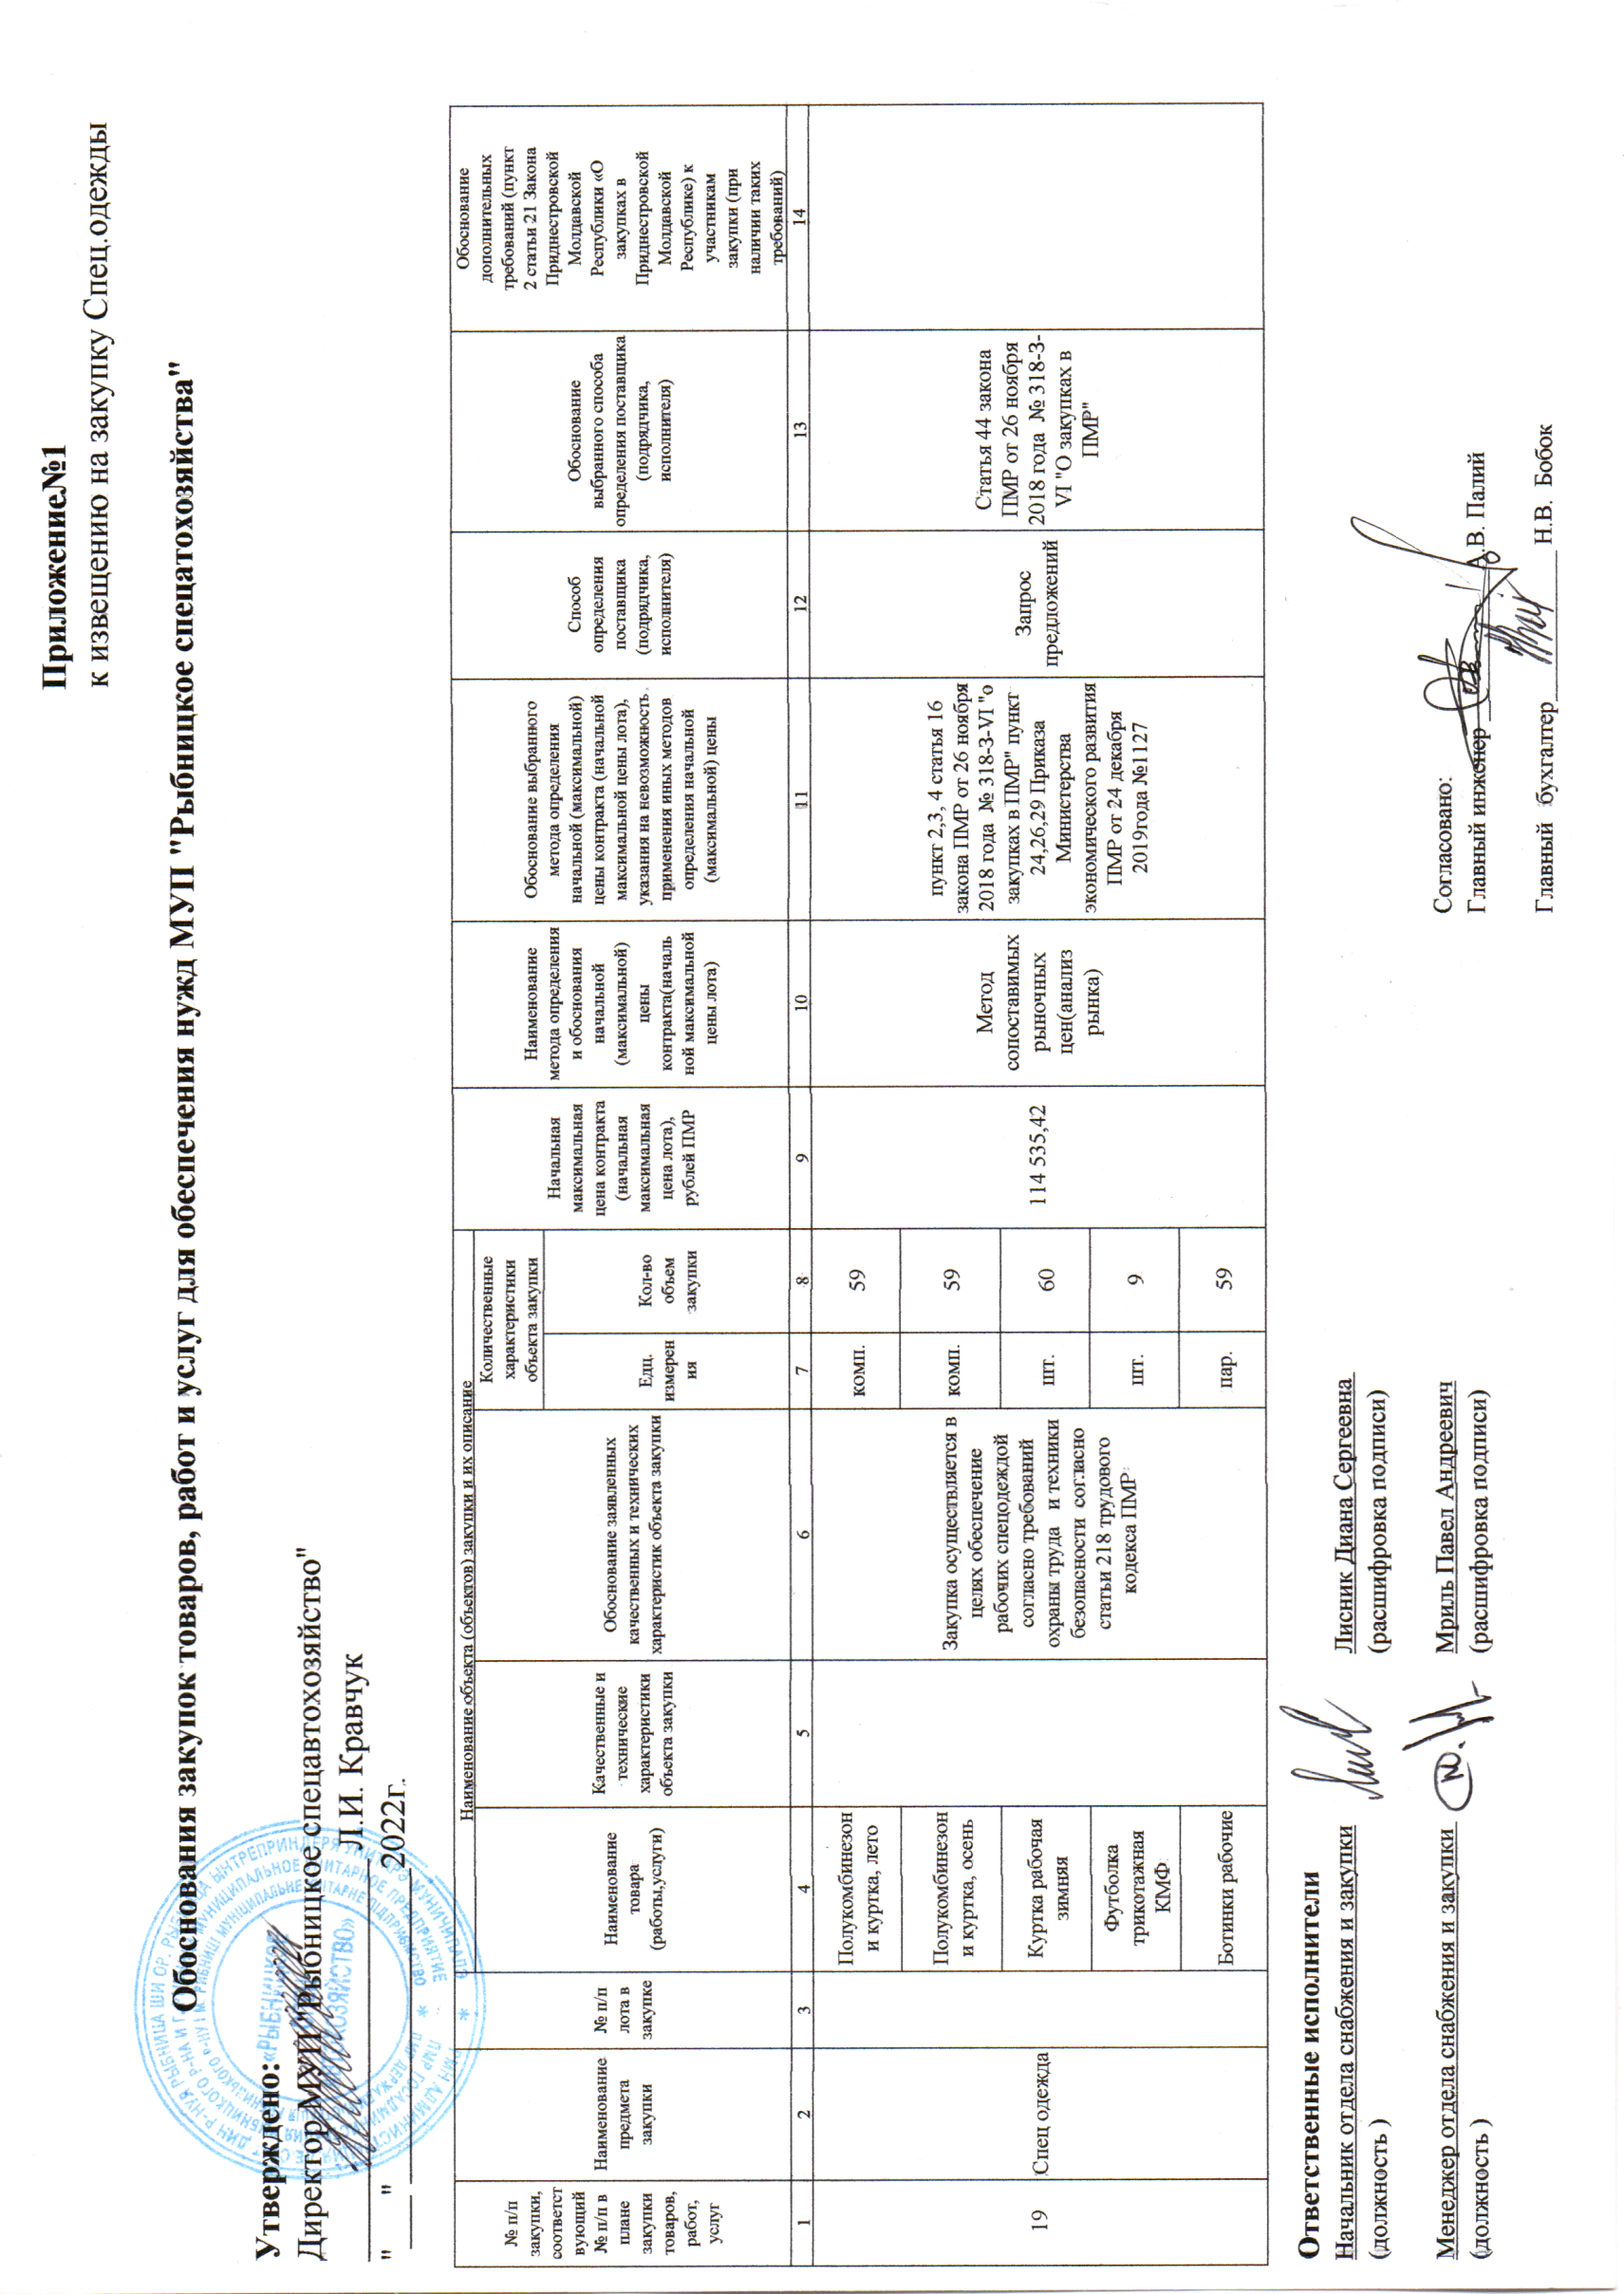 Приложение№1
к извещению на закупку Спец.одежды
Обоснования закупок товаров, работ и услуг для обеспечения нужд МУП "Рыбницкое спецатохозяйства"
Утверждено:
Директор МУП"Рыбницкое спецавтохозяйство"
Л.И. Кравчук
" " 2022г.
№ п/п
закупки,
соответст
вующий
№ п/п в
плане
закупки
товаров,
работ,
услуг
Наименование
предмета
закупки
№ п/п
лота в
закупке
Наименование объекта (объектов) закупки и их описание
Наименование
товара
(работы,услуги)
Качественные и
технические
характеристики
объекта закупки
Обоснование заявленных
качественных и технических
характеристик объекта закупки
Количественные
характеристики
объекта закупки
Едц.
измерен
ия
Кол-во
объем
закупки
Начальная
максимальная
цена контракта
(начальная
максимальная
цена лота),
рублей ПМР
Наименование
метода определения
и обоснования
начальной
(максимальной)
цены
контракта(началь
ной максимальной
цены лота)
Обоснование выбранного
метода определения
начальной (максимальной)
цены контракта (начальной
максимальной цены лота),
указания на невозможность
применения иных методов
определения начальной
(максимальной) цены
Способ
определения
поставщика
(подрядчика,
исполнителя)
Обоснование
выбранного способа
определения поставщика
(подрядчика,
исполнителя)
Обоснование
дополнительных
требований (пункт
2 статьи 21 Закона
Приднестровской
Молдавской
Республики «О
закупках в
Приднестровской
Молдавской
Республике) к
участникам
закупки (при
наличии таких
требований)
1 2 3 4 5 6 7 8 9 10 11 12 13 14
19
Спец одежда
Полукомбинезон
и куртка, лето
Полукомбинезон
и куртка, осень
Куртка рабочая
зимняя
Футболка
трикотажная
КМФ
Ботинки рабочие
Закупка осуществляется в
целях обеспечение
рабочих спецодеждой
согласно требований
охраны труда и техники
безопасности согласно
статьи 218 трудового
кодекса ПМР
комп. 59
комп. 59
шт. 60
шт. 9
пар. 59
114 535,42
Метод
сопоставимых
рыночных
цен(анализ
рынка)
пункт 2,3, 4 статья 16
закона ПМР от 26 ноября
2018 года № 318-З-VI "о
закупках в ПМР" пункт
24,26,29 Приказа
Министерства
экономического развития
ПМР от 24 декабря
2019года №1127
Запрос
предложений
Статья 44 закона
ПМР от 26 ноября
2018 года № 318-З-
VI "О закупках в
ПМР"
Ответственные исполнители
Начальник отдела снабжения и закупки Лисник Диана Сергеевна
(должность ) (расшифровка подписи)
Менеджер отдела снабжения и закупки Мриль Павел Андреевич
(должность ) (расшифровка подписи)
Согласовано:
Главный инженер А.В. Палий
Главный бухгалтер Н.В. Бобок